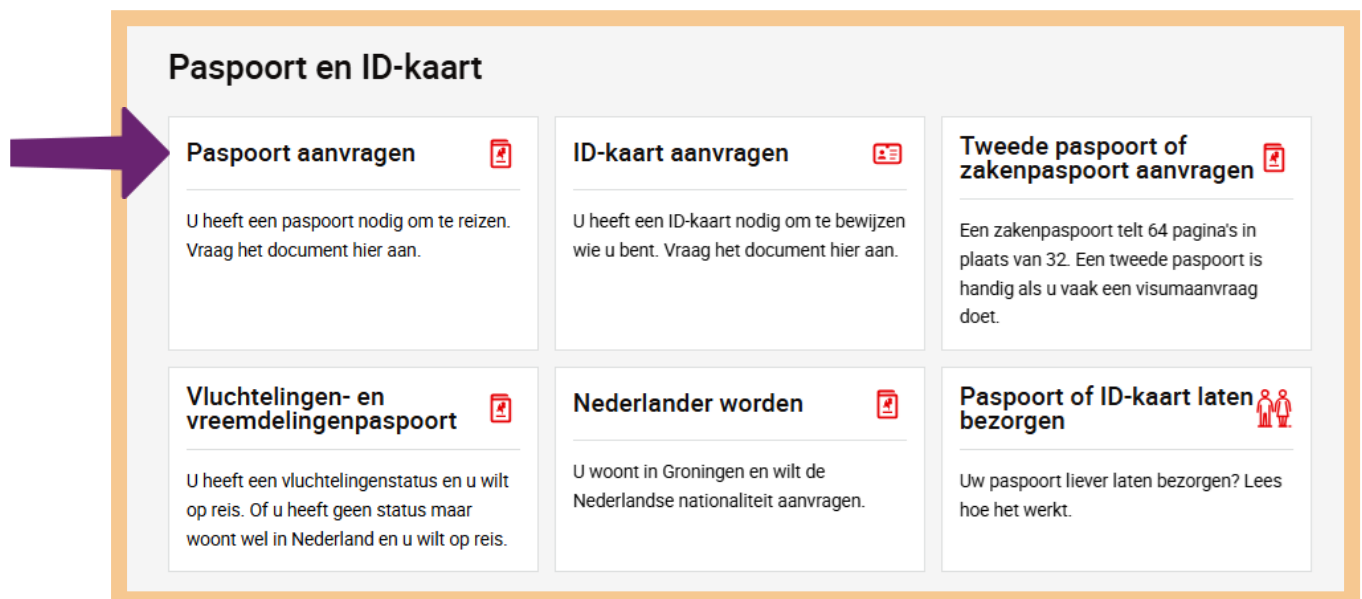 Paspoort en ID-kaart
Paspoort aanvragen
U heeft een paspoort nodig om te reizen.
Vraag het document hier aan.
ID-kaart aanvragen
U heeft een ID-kaart nodig om te bewijzen
wie u bent. Vraag het document hier aan.
Tweede paspoort of
zakenpaspoort aanvragen
Een zakenpaspoort telt 64 pagina's in
plaats van 32. Een tweede paspoort is
handig als u vaak een visumaanvraag
doet.
Vluchtelingen- en
vreemdelingenpaspoort
U heeft een vluchtelingenstatus en u wilt
op reis. Of u heeft geen status maar
woont wel in Nederland en u wilt op reis.
Nederlander worden
U woont in Groningen en wilt de
Nederlandse nationaliteit aanvragen.
Paspoort of ID-kaart laten
bezorgen
Uw paspoort liever laten bezorgen? Lees
hoe het werkt.